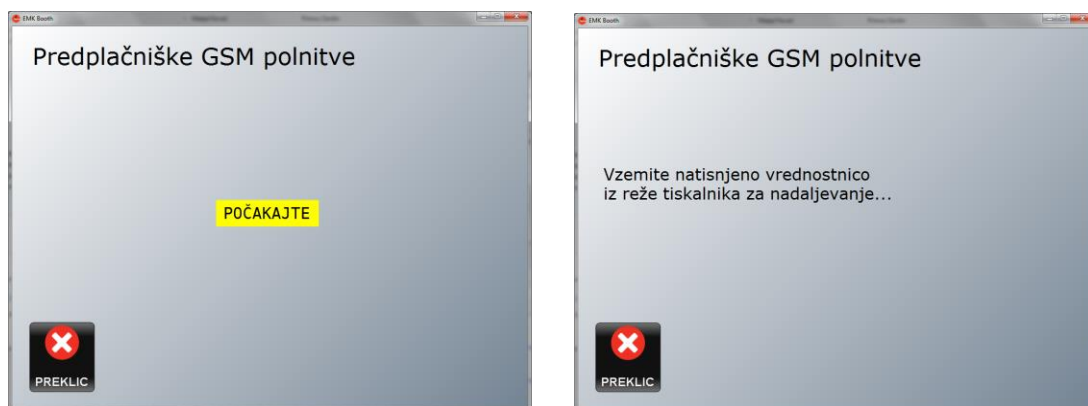 EMK Booth
Predplačniške GSM polnitve
POČAKAJTE
PREKLIC
EMK Booth
Predplačniške GSM polnitve
Vzemite natisnjeno vrednostnico
iz reže tiskalnika za nadaljevanje...
PREKLIC